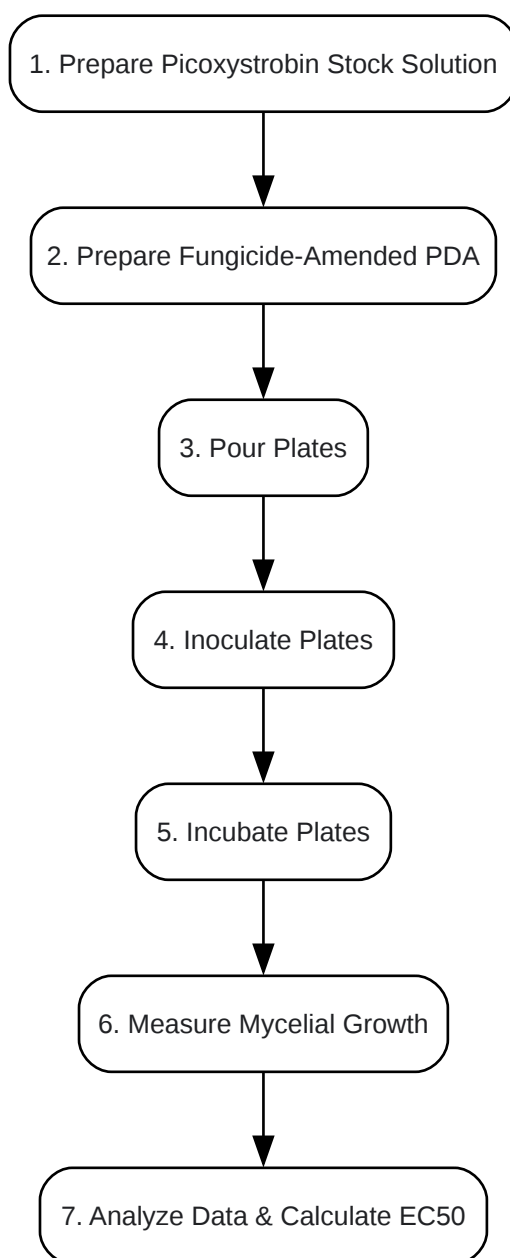 1. Prepare Picoxystrobin Stock Solution
2. Prepare Fungicide-Amended PDA
3. Pour Plates
4. Inoculate Plates
5. Incubate Plates
6. Measure Mycelial Growth
7. Analyze Data & Calculate EC50